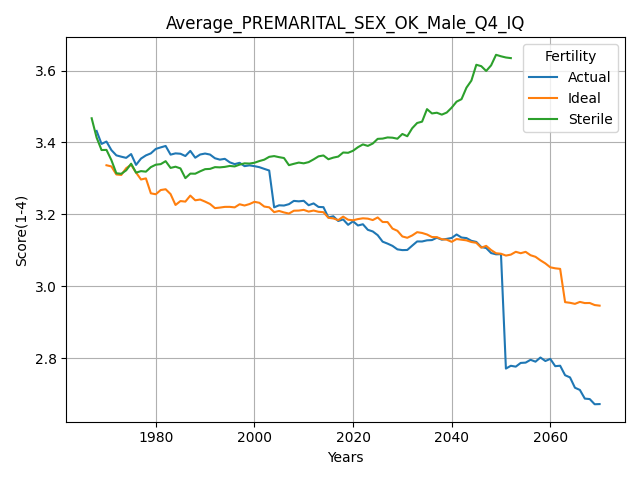 Average_PREMARITAL_SEX_OK_Male_Q4_IQ
Score(1-4)
3.6
3.4
3.2
3.0
2.8
Fertility
Actual
Ideal
Sterile
1980
2000
2020
2040
2060
Years